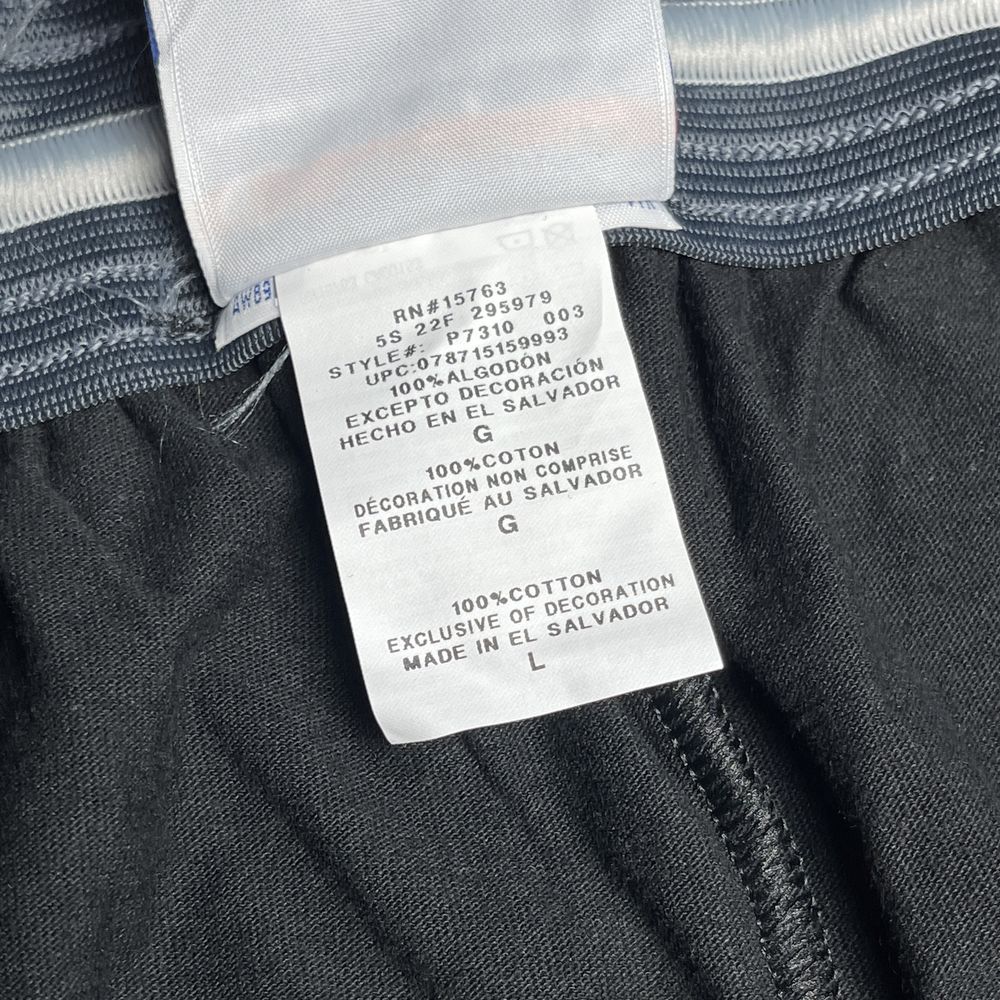 RN#15763
5S 22F 295979
STYLE#: P7310 003
UPC:078715159993
100%ALGODÓN
EXCEPTO DECORACIÓN
HECHO EN EL SALVADOR
G
100%COTON
DÉCORATION NON COMPRISE
FABRIQUÉ AU SALVADOR
G
100%COTTON
EXCLUSIVE OF DECORATION
MADE IN EL SALVADOR
L